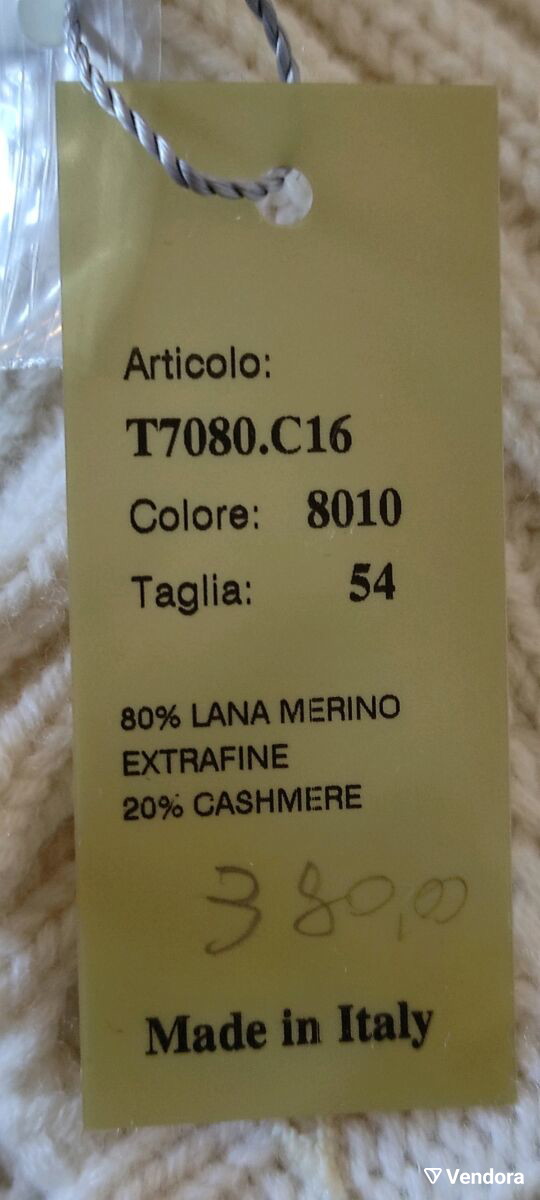 Articolo:
T7080.C16
Colore: 8010
Taglia: 54
80% LANA MERINO
EXTRAFINE
20% CASHMERE
380,00
Made in Italy
Vendora